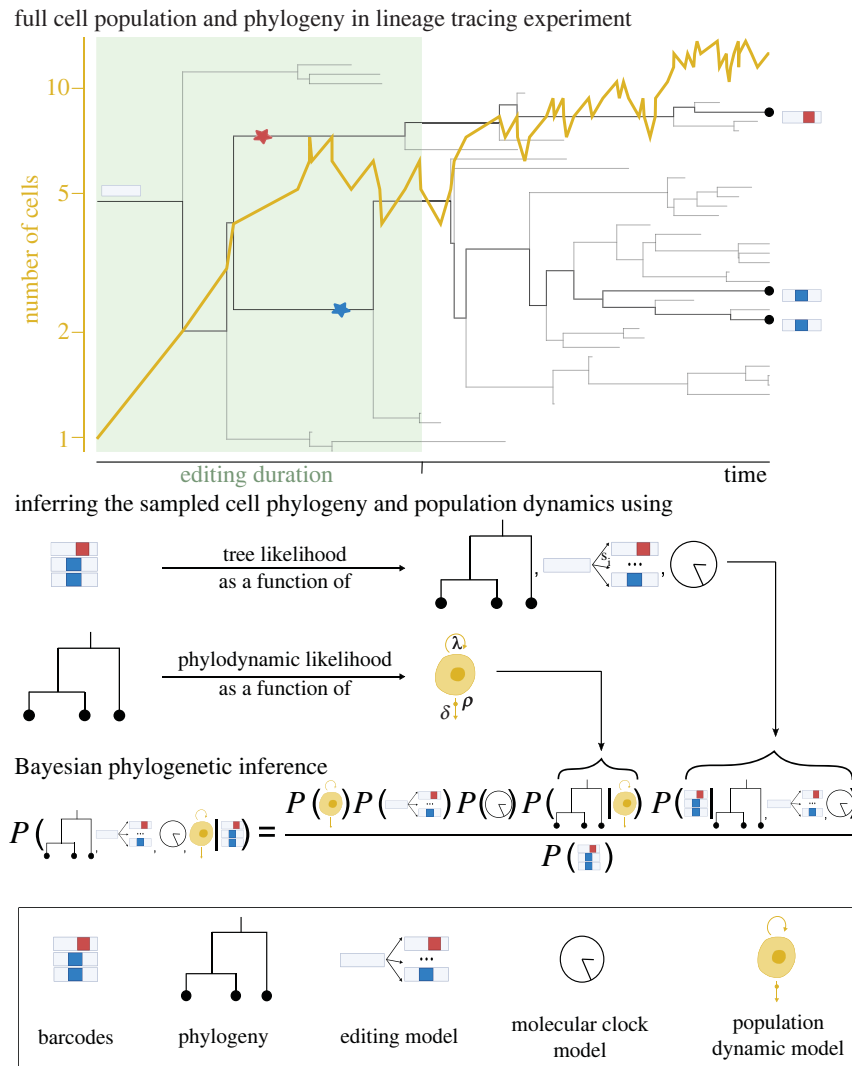 full cell population and phylogeny in lineage tracing experiment
number of cells
10
5
2
1
editing duration
time
inferring the sampled cell phylogeny and population dynamics using
tree likelihood
as a function of
, s_i ... ,
phylodynamic likelihood
as a function of
λ
δ ρ
Bayesian phylogenetic inference
P( , ... , , | ) = P( ) P( ... ) P( ) P( | ) P( | , ... , )
P( )
...
barcodes
phylogeny
editing model
molecular clock
model
population
dynamic model